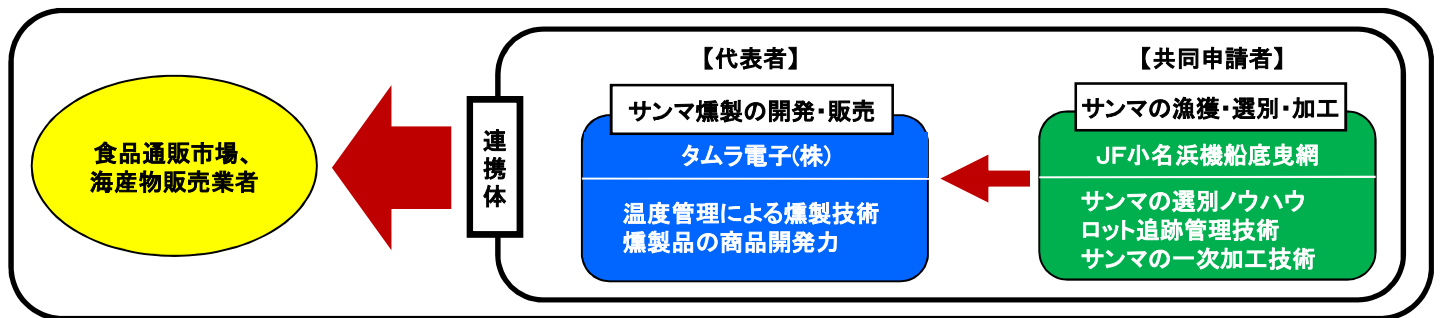 食品通販市場、
海産物販売業者
連
携
体
【代表者】
サンマ燻製の開発・販売
タムラ電子(株)
温度管理による燻製技術
燻製品の商品開発力
【共同申請者】
サンマの漁獲・選別・加工
JF小名浜機船底曳網
サンマの選別ノウハウ
ロット追跡管理技術
サンマの一次加工技術